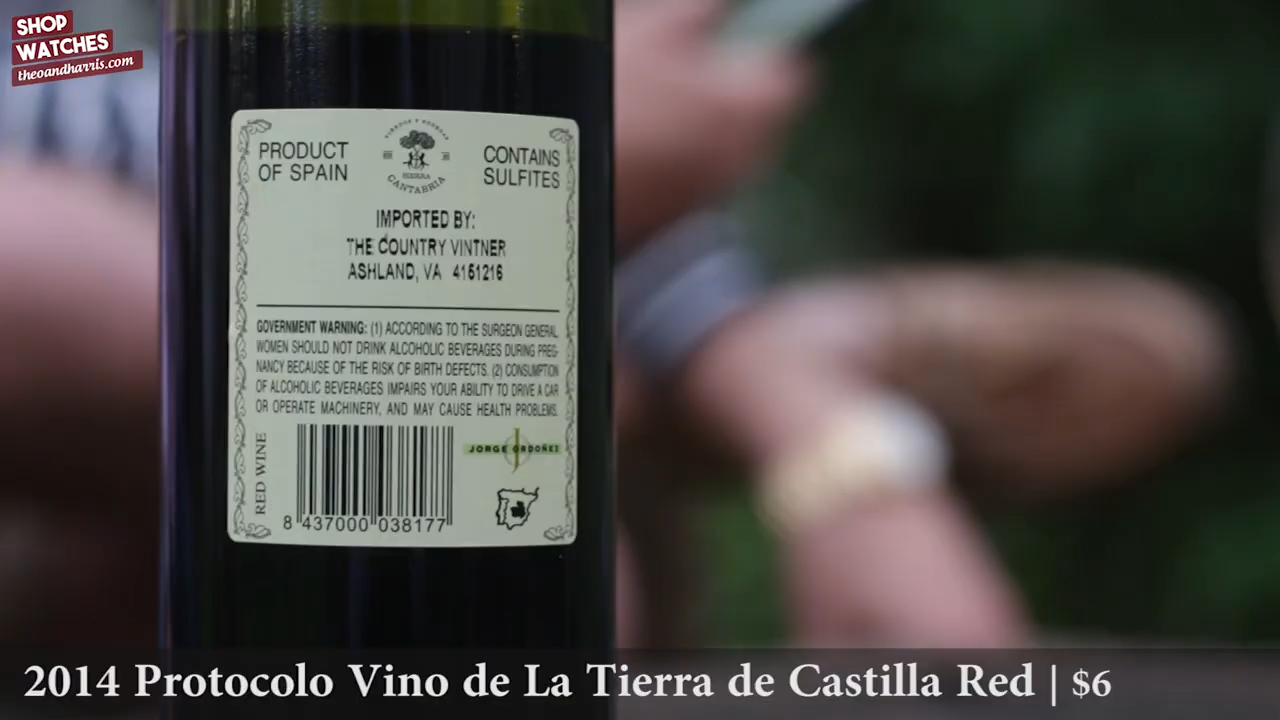 SHOP
WATCHES
theoandharris.com
PRODUCT
OF SPAIN
CANTABRIA
CONTAINS
SULFITES
IMPORTED BY:
THE COUNTRY VINTNER
ASHLAND, VA 4151216
GOVERNMENT WARNING: (1) ACCORDING TO THE SURGEON GENERAL
WOMEN SHOULD NOT DRINK ALCOHOLIC BEVERAGES DURING PREG-
NANCY BECAUSE OF THE RISK OF BIRTH DEFECTS. (2) CONSUMPTION
OF ALCOHOLIC BEVERAGES IMPAIRS YOUR ABILITY TO DRIVE A CAR
OR OPERATE MACHINERY, AND MAY CAUSE HEALTH PROBLEMS.
RED WINE
JORGE ORDOÑEZ
8 437000 038177
2014 Protocolo Vino de La Tierra de Castilla Red | $6